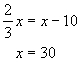 2/3 x = x − 10
x = 30